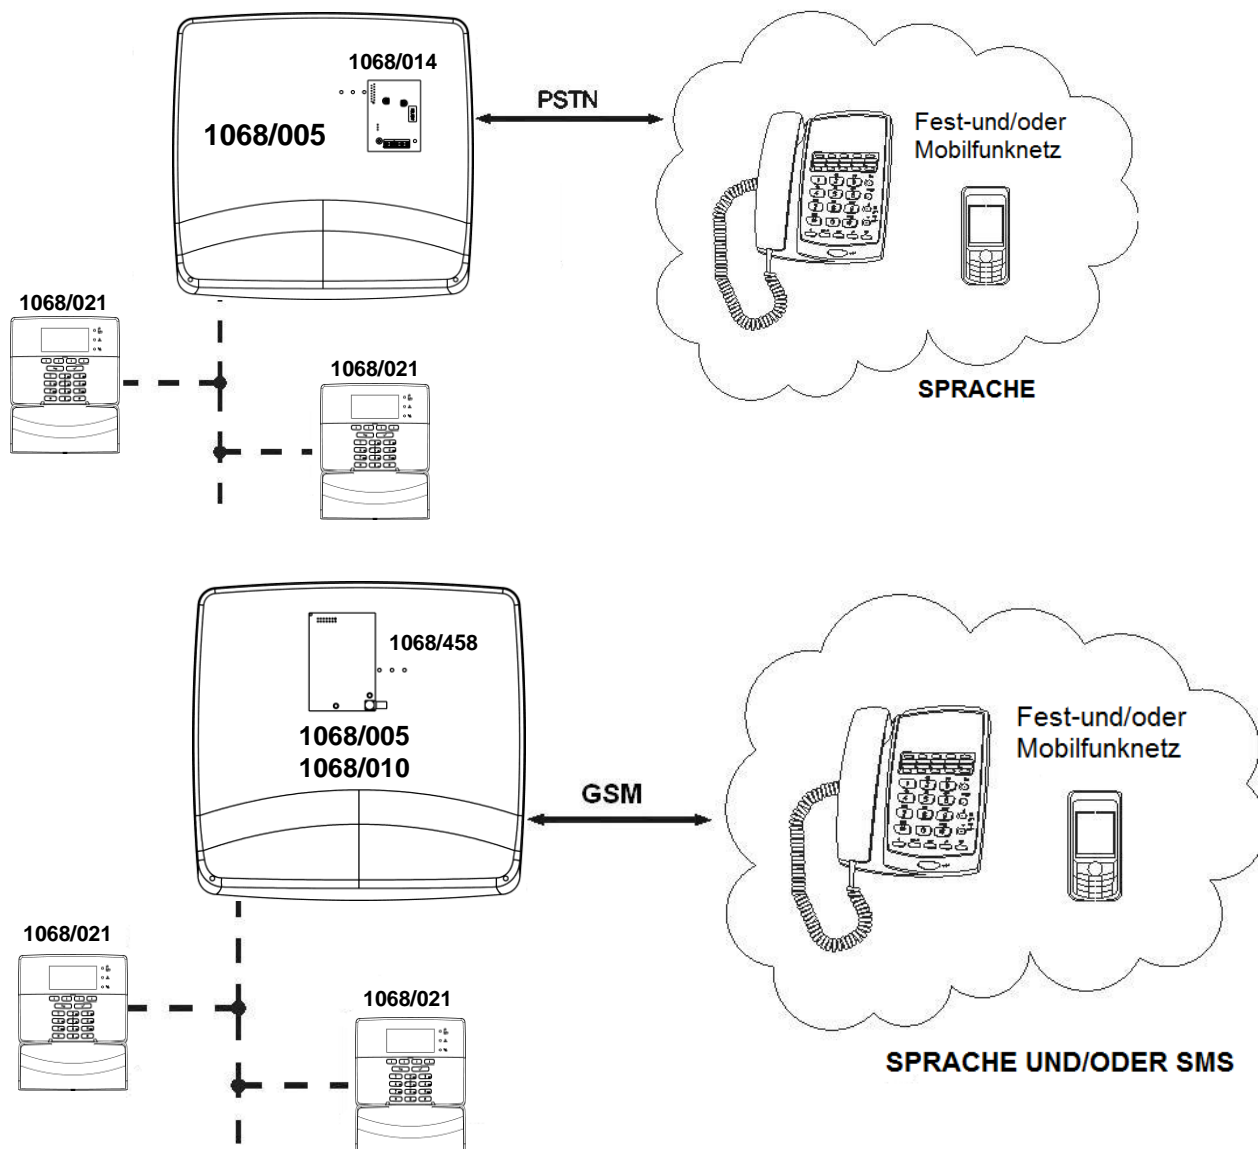 1068/014
1068/005
PSTN
Fest-und/oder
Mobilfunknetz
SPRACHE
1068/021
1068/021
1068/458
1068/005
1068/010
GSM
Fest-und/oder
Mobilfunknetz
SPRACHE UND/ODER SMS
1068/021
1068/021